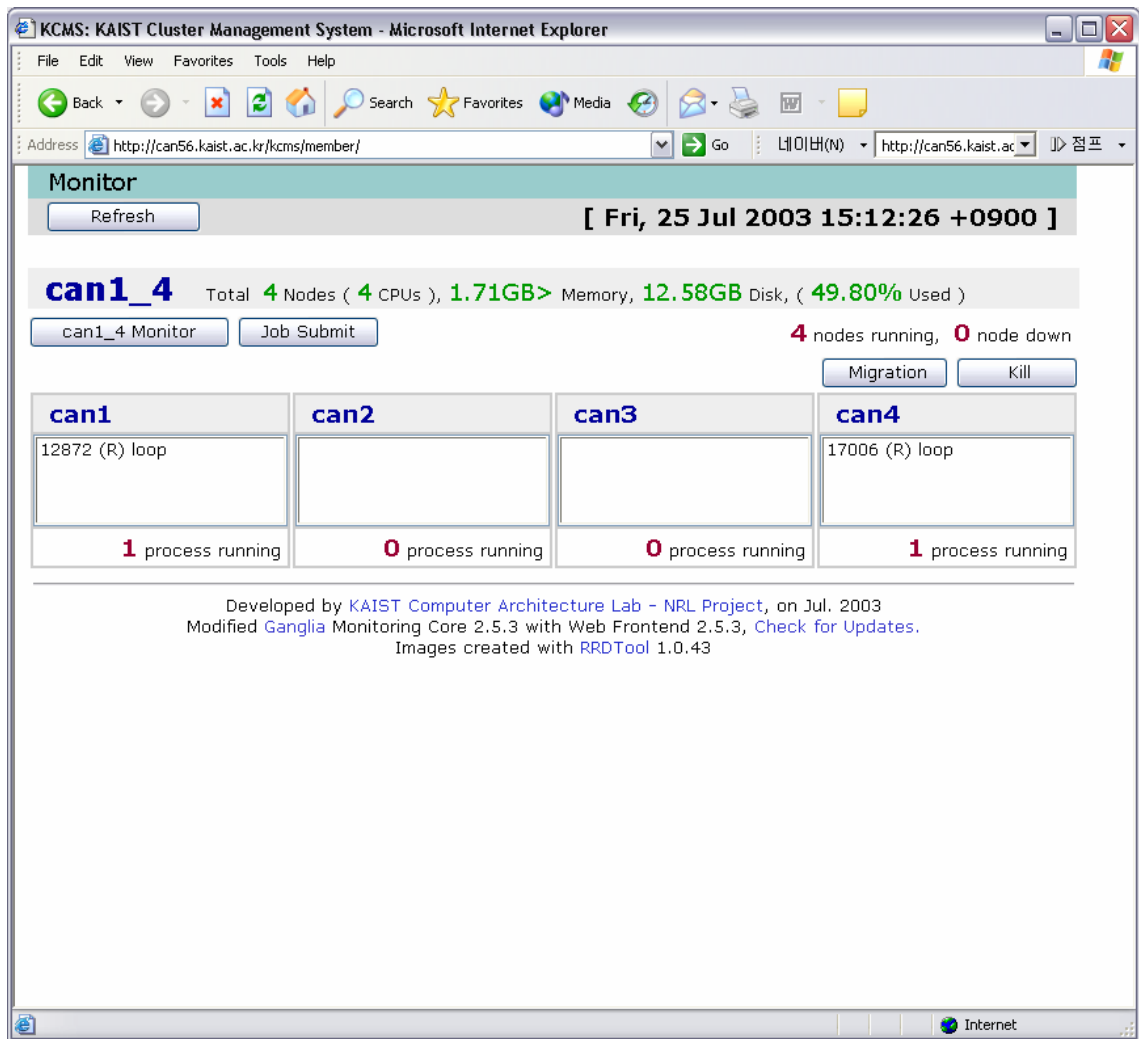 KCMS: KAIST Cluster Management System - Microsoft Internet Explorer
File Edit View Favorites Tools Help
Back Search Favorites Media
Address http://can56.kaist.ac.kr/kcms/member/ Go 네이버(N) http://can56.kaist.ac 점프
Monitor
Refresh [ Fri, 25 Jul 2003 15:12:26 +0900 ]
can1_4 Total 4 Nodes ( 4 CPUs ), 1.71GB> Memory, 12.58GB Disk, ( 49.80% Used )
can1_4 Monitor Job Submit 4 nodes running, 0 node down
Migration Kill
can1 can2 can3 can4
12872 (R) loop 17006 (R) loop
1 process running 0 process running 0 process running 1 process running
Developed by KAIST Computer Architecture Lab - NRL Project, on Jul. 2003
Modified Ganglia Monitoring Core 2.5.3 with Web Frontend 2.5.3, Check for Updates.
Images created with RRDTool 1.0.43
Internet